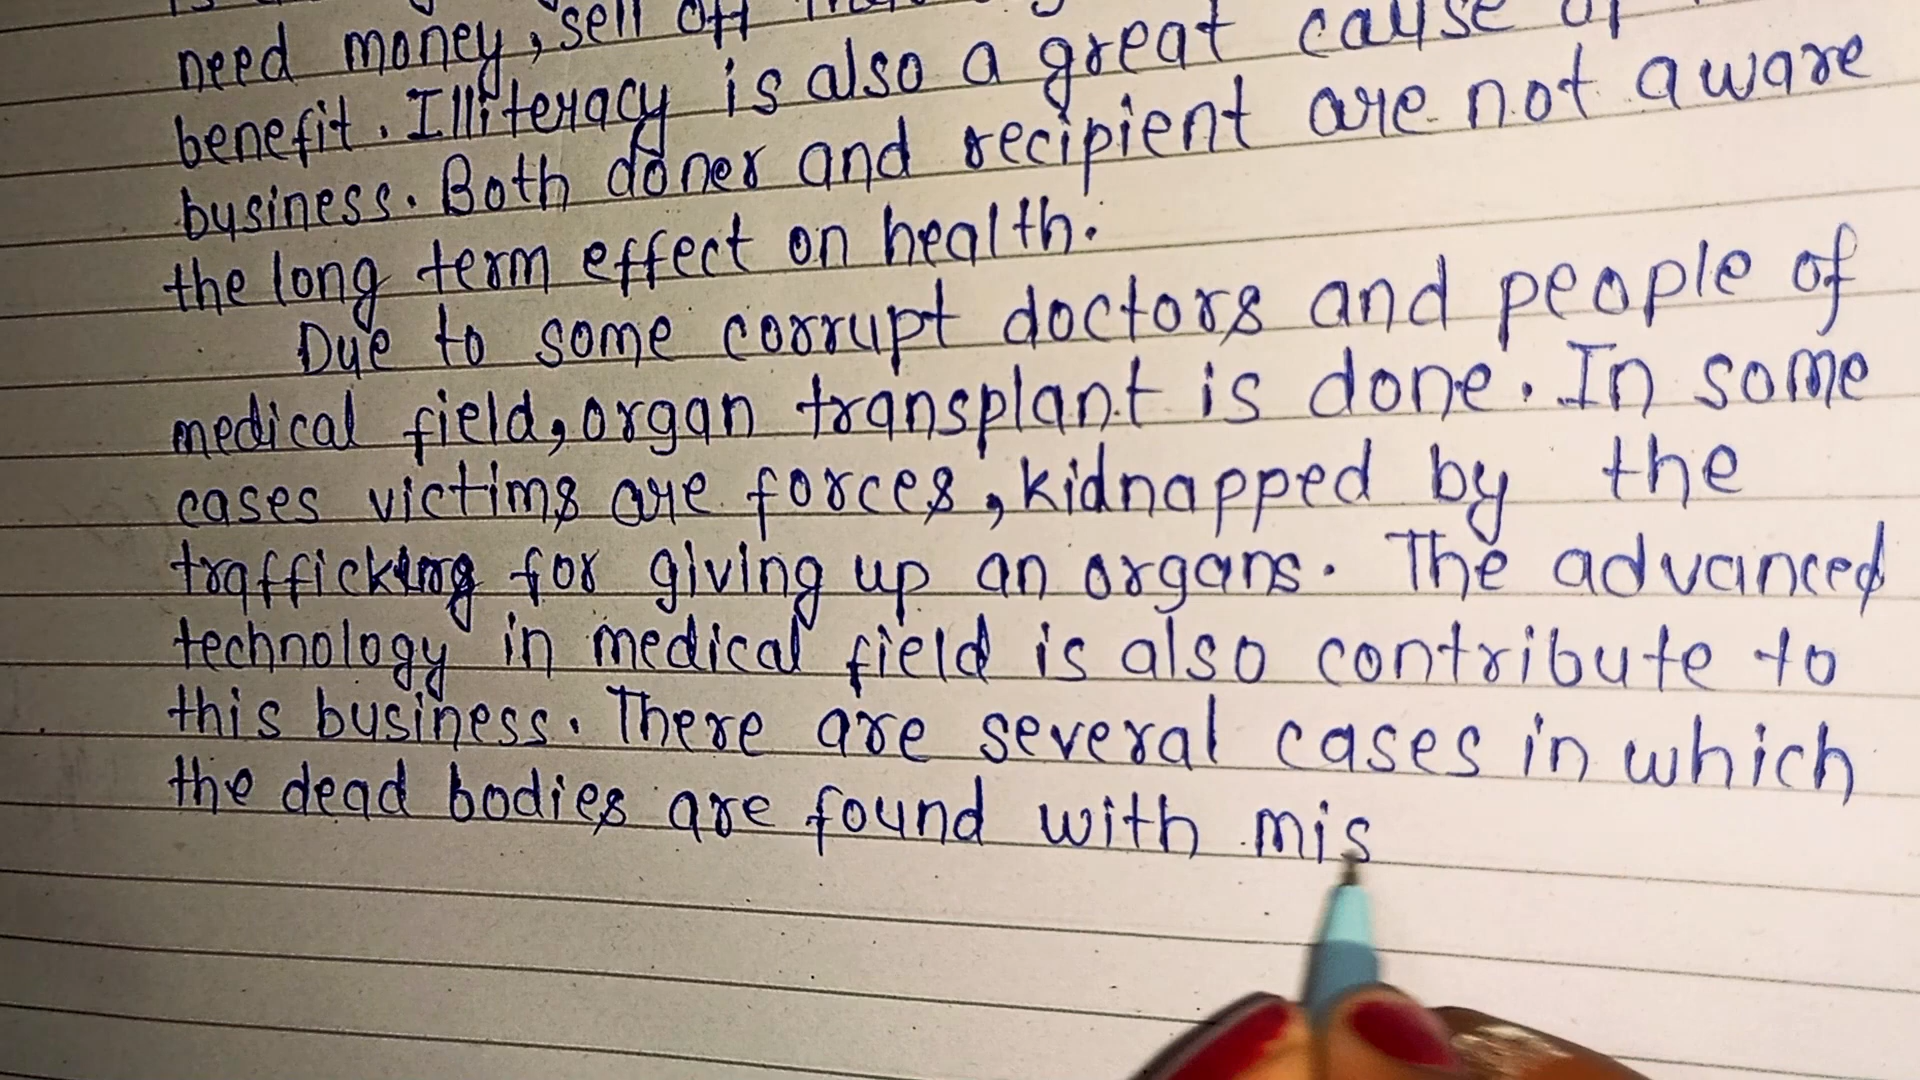 need money, sell off
benefit. Illiteracy is also a great cause of
business. Both doner and recipient are not aware
the long term effect on health.
Due to some corrupt doctors and people of
medical field, organ transplant is done. In some
cases victims are forces, kidnapped by the
trafficking for giving up an organs. The advanced
technology in medical field is also contribute to
this business. There are several cases in which
the dead bodies are found with mis